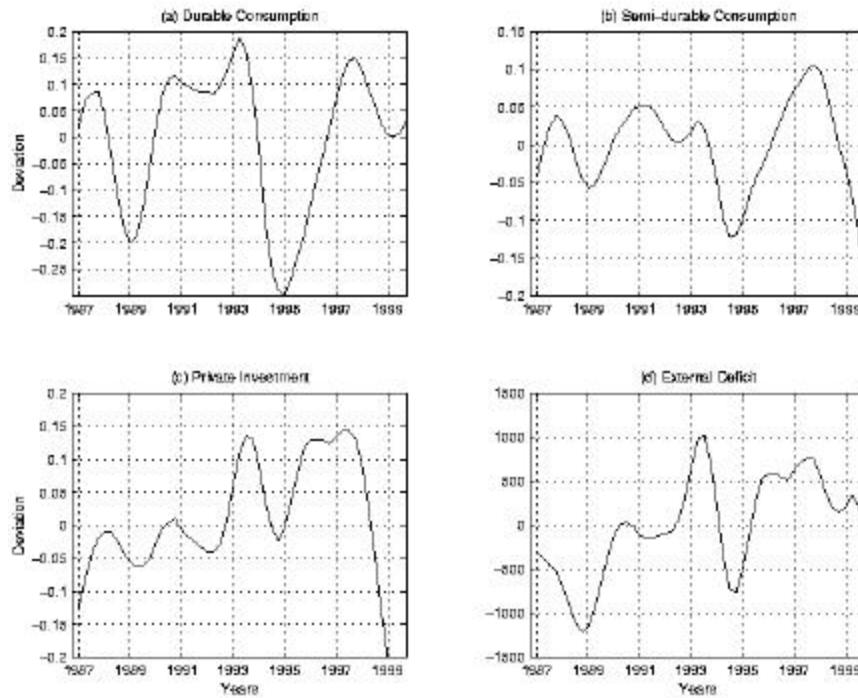 (a) Durable Consumption
0.2
0.15
0.1
0.05
0
-0.05
-0.1
-0.15
-0.2
-0.25
Deviation
1987 1989 1991 1993 1995 1997 1999
(b) Semi-durable Consumption
0.15
0.1
0.05
0
-0.05
-0.1
-0.15
-0.2
1987 1989 1991 1993 1995 1997 1999
(c) Private Investment
0.2
0.15
0.1
0.05
0
-0.05
-0.1
-0.15
-0.2
Deviation
1987 1989 1991 1993 1995 1997 1999
Years
(d) External Deficit
1500
1000
500
0
-500
-1000
-1500
1987 1989 1991 1993 1995 1997 1999
Years